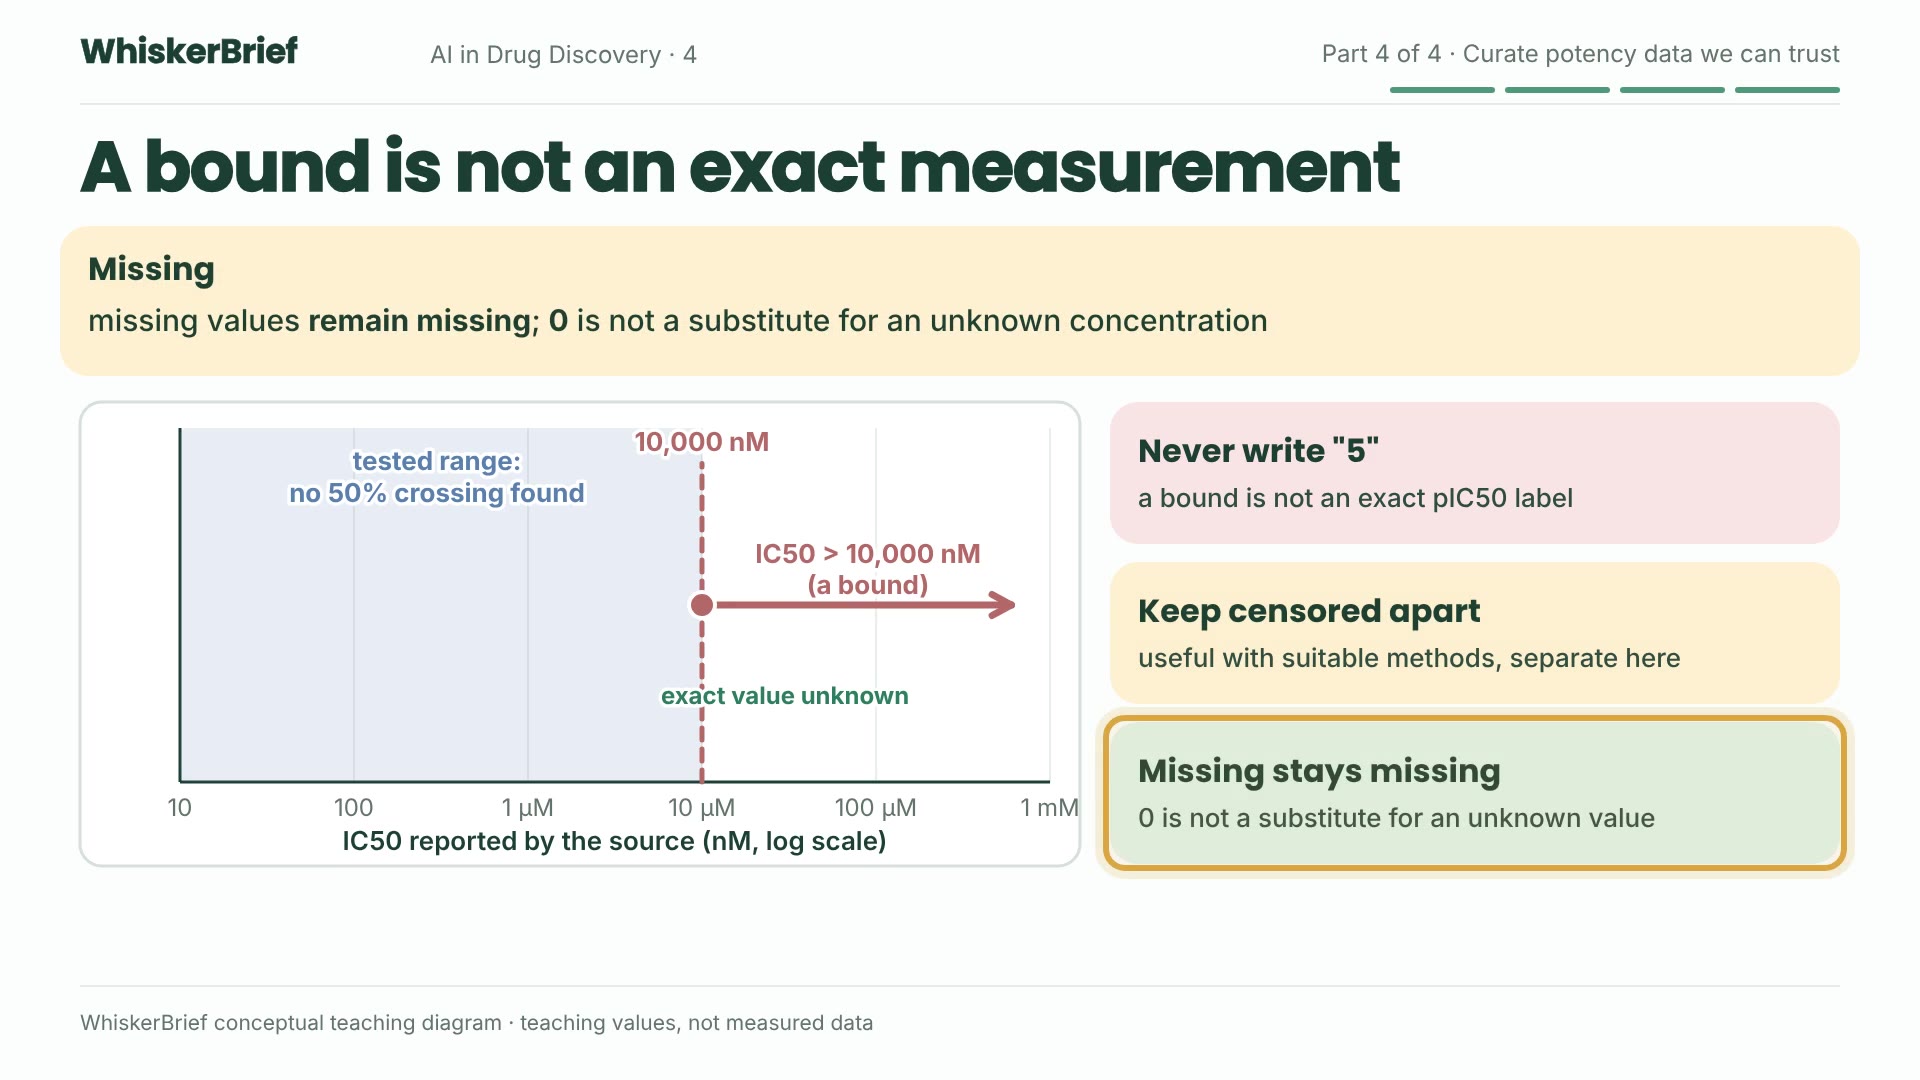 WhiskerBrief
AI in Drug Discovery · 4
Part 4 of 4 · Curate potency data we can trust
A bound is not an exact measurement
Missing
missing values remain missing; 0 is not a substitute for an unknown concentration
tested range:
no 50% crossing found
10,000 nM
IC50 > 10,000 nM
(a bound)
exact value unknown
10
100
1 µM
10 µM
100 µM
1 mM
IC50 reported by the source (nM, log scale)
Never write "5"
a bound is not an exact pIC50 label
Keep censored apart
useful with suitable methods, separate here
Missing stays missing
0 is not a substitute for an unknown value
WhiskerBrief conceptual teaching diagram · teaching values, not measured data